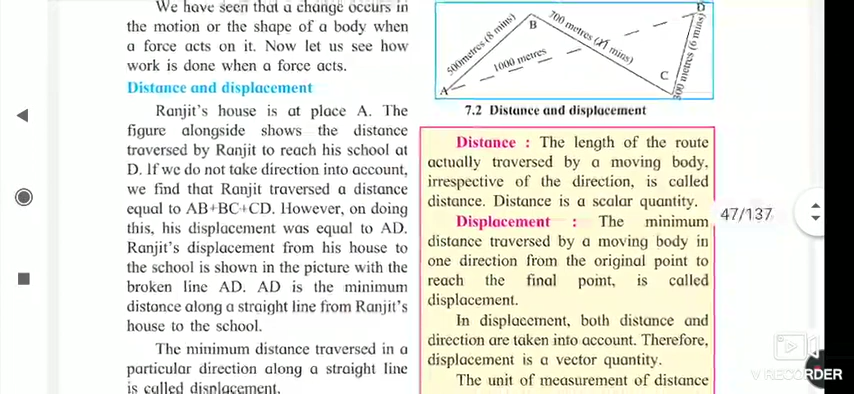 We have seen that a change occurs in
the motion or the shape of a body when
a force acts on it. Now let us see how
work is done when a force acts.
Distance and displacement
Ranjit's house is at place A. The
figure alongside shows the distance
traversed by Ranjit to reach his school at
D. If we do not take direction into account,
we find that Ranjit traversed a distance
equal to AB+BC+CD. However, on doing
this, his displacement was equal to AD.
Ranjit's displacement from his house to
the school is shown in the picture with the
broken line AD. AD is the minimum
distance along a straight line from Ranjit's
house to the school.
The minimum distance traversed in a
particular direction along a straight line
is called displacement.
A
500metres (8 mins)
B
700 metres ( mins)
1000 metres
C
300 metres (6 mins)
D
7.2 Distance and displacement
Distance : The length of the route
actually traversed by a moving body,
irrespective of the direction, is called
distance. Distance is a scalar quantity.
Displacement : The minimum
distance traversed by a moving body in
one direction from the original point to
reach the final point, is called
displacement.
In displacement, both distance and
direction are taken into account. Therefore,
displacement is a vector quantity.
The unit of measurement of distance
47/137
V RECORDER